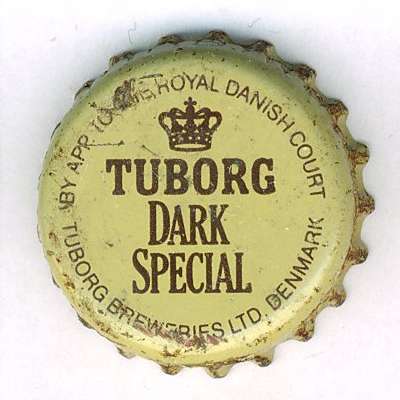 BY APP. TO THE ROYAL DANISH COURT
TUBORG
DARK
SPECIAL
TUBORG BREWERIES LTD. DENMARK